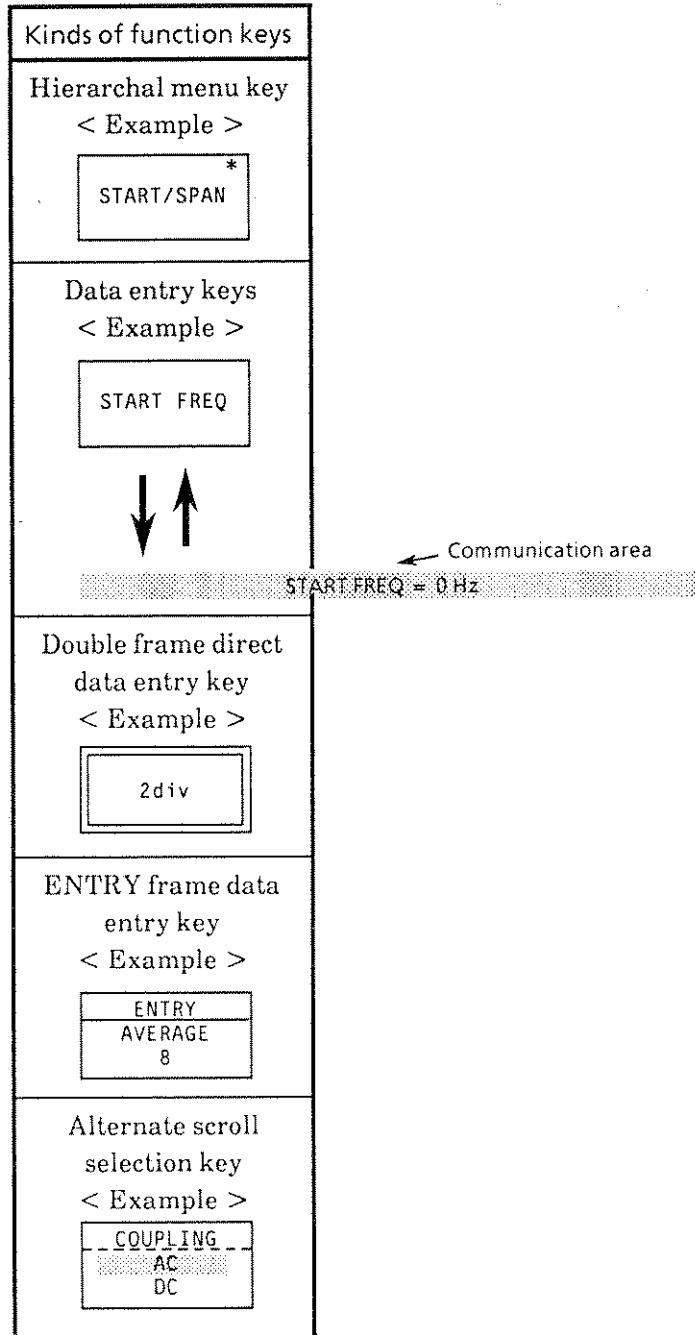 Kinds of function keys
Hierarchal menu key
< Example >
*
START/SPAN
Data entry keys
< Example >
START FREQ
Communication area
START FREQ = 0 Hz
Double frame direct
data entry key
< Example >
2div
ENTRY frame data
entry key
< Example >
ENTRY
AVERAGE
8
Alternate scroll
selection key
< Example >
COUPLING
AC
DC